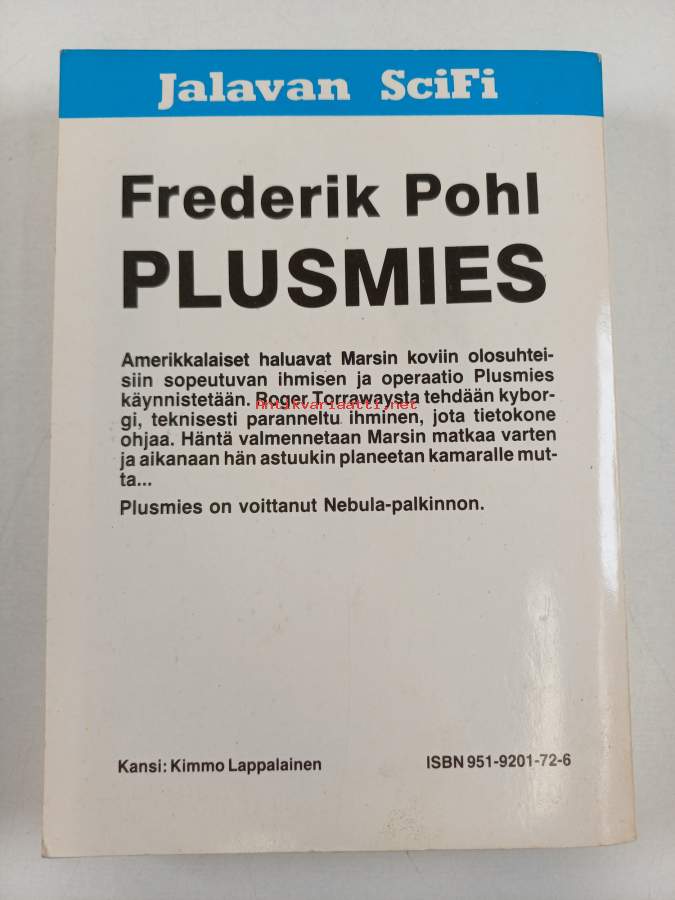 Jalavan SciFi
Frederik Pohl
PLUSMIES
Amerikkalaiset haluavat Marsin koviin olosuhtei-
siin sopeutuvan ihmisen ja operaatio Plusmies
käynnistetään. Roger Torrawaysta tehdään kybor-
Antikvariaatti.net
gi, teknisesti paranneltu ihminen, jota tietokone
ohjaa. Häntä valmennetaan Marsin matkaa varten
ja aikanaan hän astuukin planeetan kamaralle mut-
ta...
Plusmies on voittanut Nebula-palkinnon.
Kansi: Kimmo Lappalainen
ISBN 951-9201-72-6